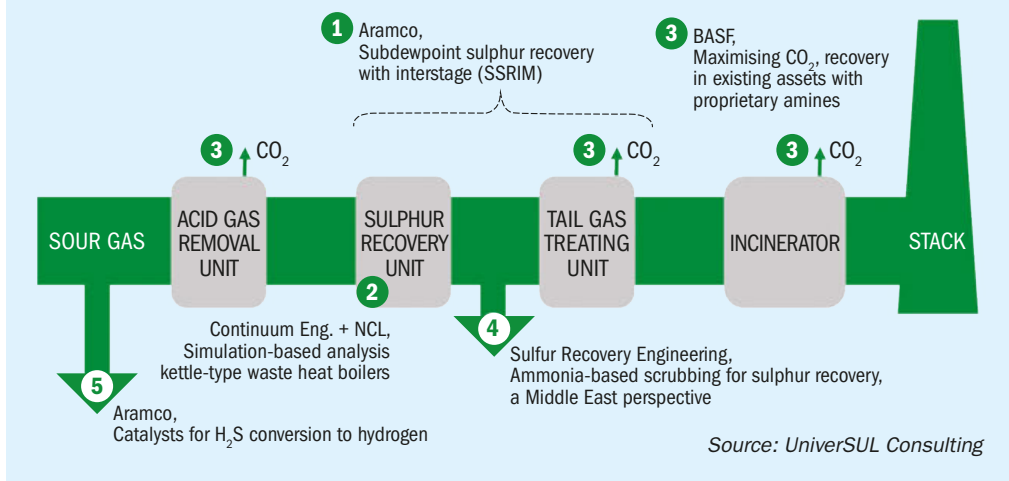 1 Aramco,
Subdewpoint sulphur recovery
with interstage (SSRIM)
3 BASF,
Maximising CO₂, recovery
in existing assets with
proprietary amines
3 CO₂
3 CO₂
3 CO₂
SOUR GAS
ACID GAS
REMOVAL
UNIT
SULPHUR
RECOVERY
UNIT
2
TAIL GAS
TREATING
UNIT
INCINERATOR
STACK
Continuum Eng. + NCL,
Simulation-based analysis
kettle-type waste heat boilers
4
Sulfur Recovery Engineering,
Ammonia-based scrubbing for sulphur recovery,
a Middle East perspective
5
Aramco,
Catalysts for H₂S conversion to hydrogen
Source: UniverSUL Consulting